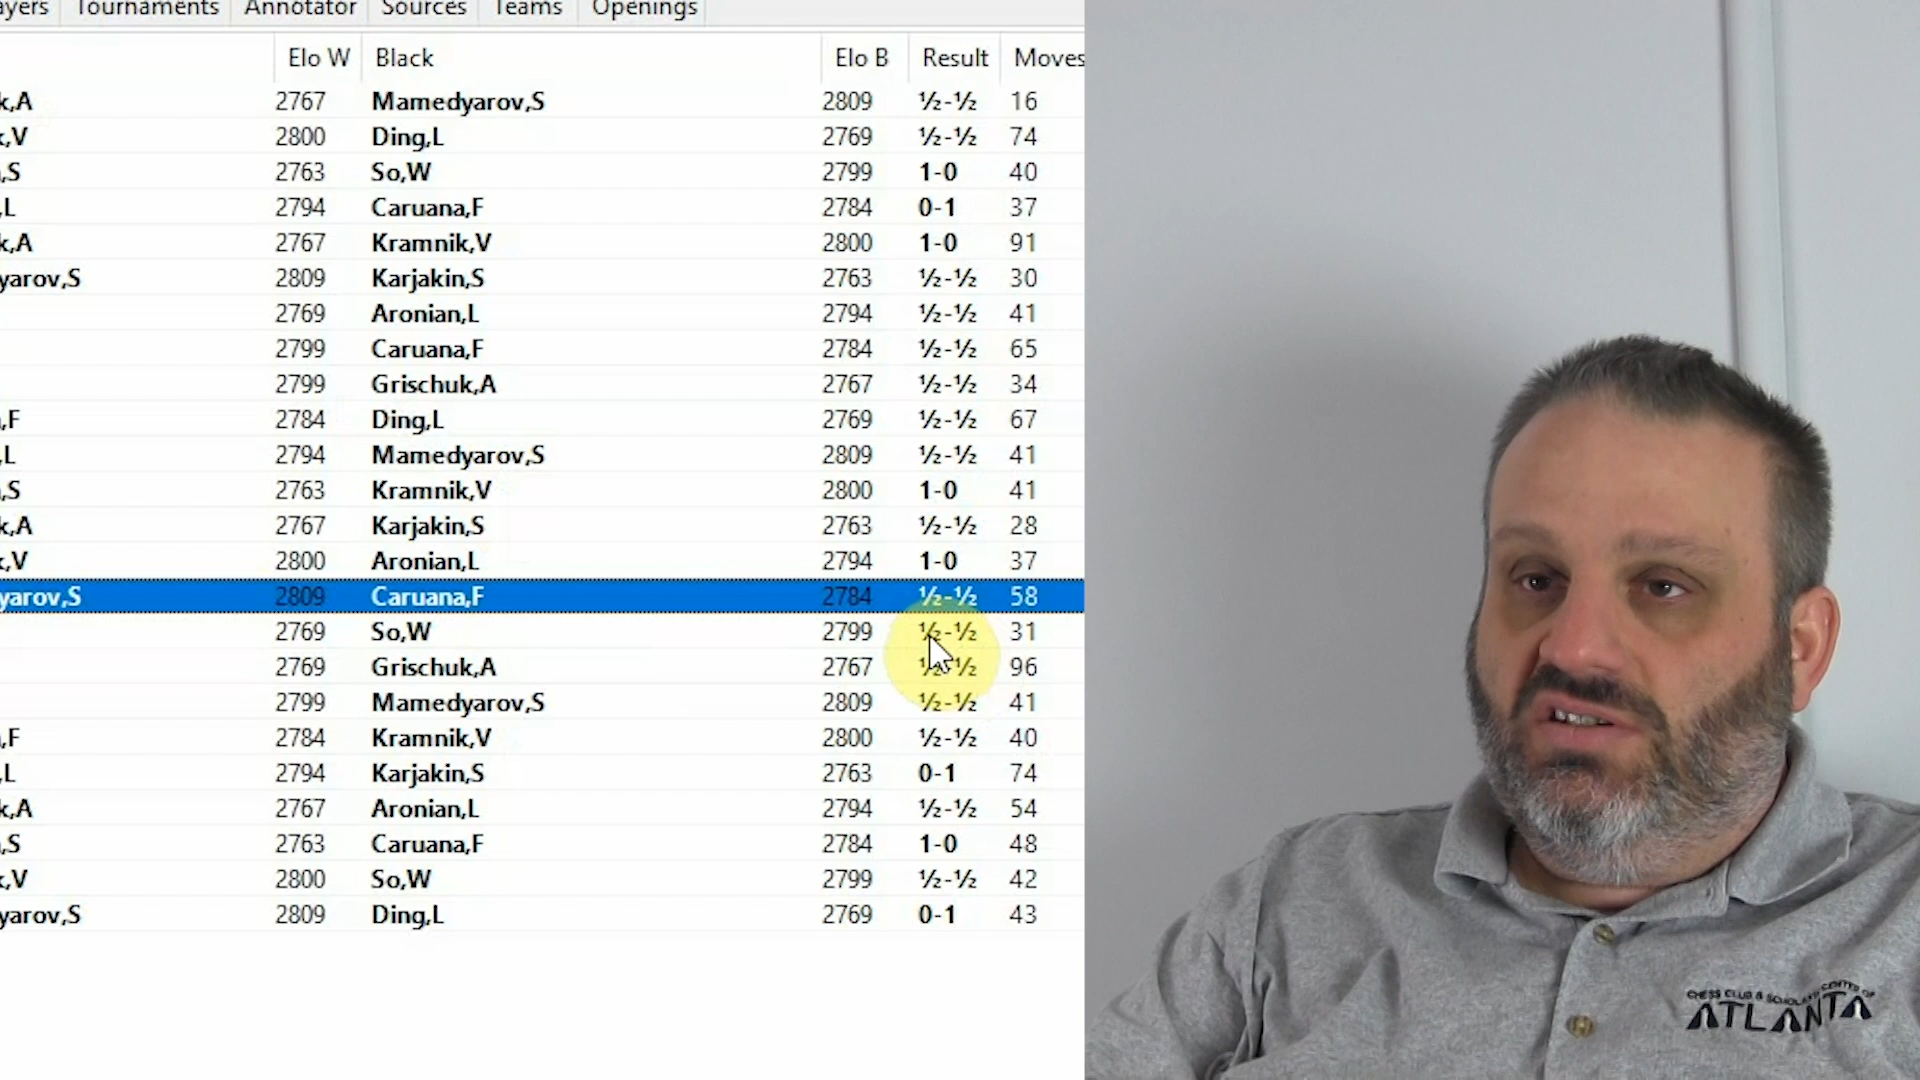 ayers Tournaments Annotator Sources Teams Openings
Elo W Black Elo B Result Moves
k,A 2767 Mamedyarov,S 2809 ½-½ 16
k,V 2800 Ding,L 2769 ½-½ 74
,S 2763 So,W 2799 1-0 40
,L 2794 Caruana,F 2784 0-1 37
k,A 2767 Kramnik,V 2800 1-0 91
yarov,S 2809 Karjakin,S 2763 ½-½ 30
2769 Aronian,L 2794 ½-½ 41
2799 Caruana,F 2784 ½-½ 65
2799 Grischuk,A 2767 ½-½ 34
,F 2784 Ding,L 2769 ½-½ 67
,L 2794 Mamedyarov,S 2809 ½-½ 41
,S 2763 Kramnik,V 2800 1-0 41
k,A 2767 Karjakin,S 2763 ½-½ 28
k,V 2800 Aronian,L 2794 1-0 37
yarov,S 2809 Caruana,F 2784 ½-½ 58
2769 So,W 2799 ½-½ 31
2769 Grischuk,A 2767 ½-½ 96
2799 Mamedyarov,S 2809 ½-½ 41
,F 2784 Kramnik,V 2800 ½-½ 40
,L 2794 Karjakin,S 2763 0-1 74
k,A 2767 Aronian,L 2794 ½-½ 54
,S 2763 Caruana,F 2784 1-0 48
k,V 2800 So,W 2799 ½-½ 42
yarov,S 2809 Ding,L 2769 0-1 43
CHESS CLUB & SCHOLASTIC CENTER OF
ATLANTA